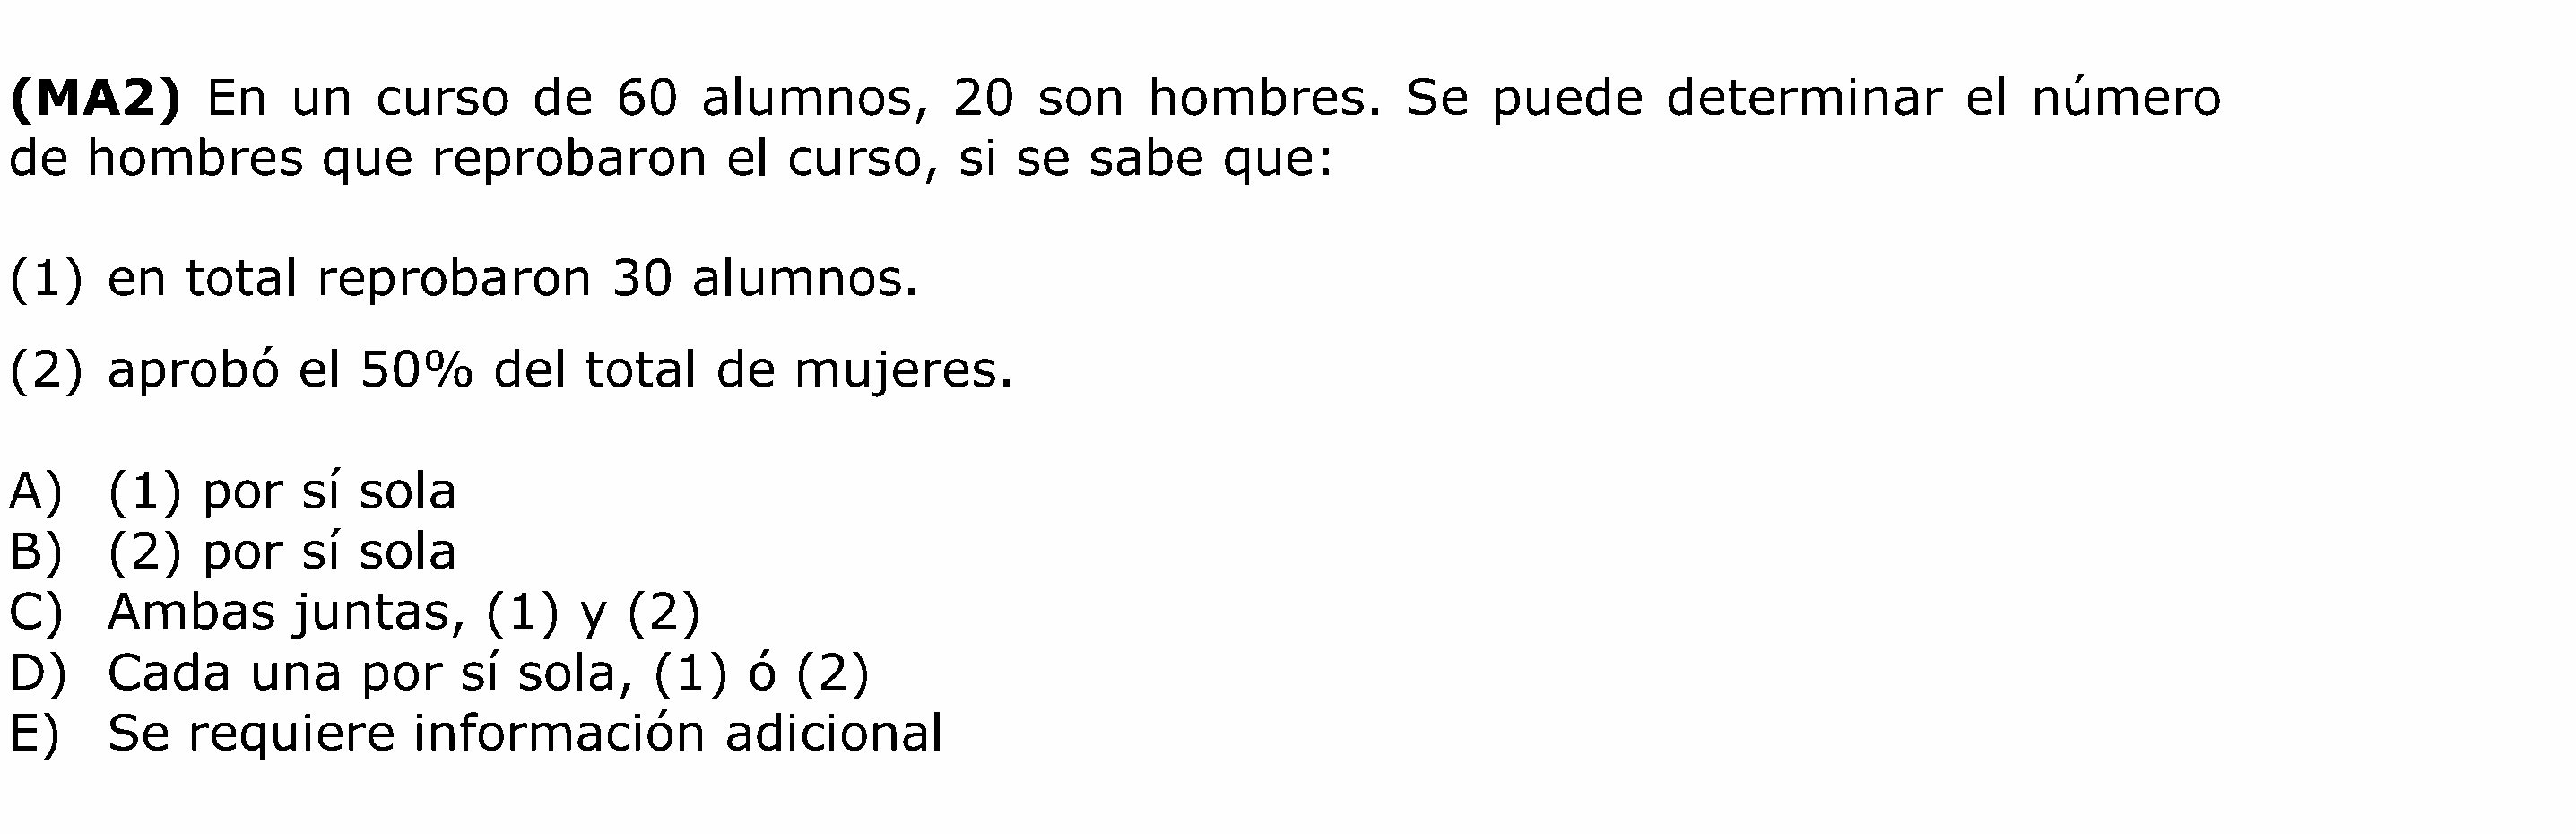 (MA2) En un curso de 60 alumnos, 20 son hombres. Se puede determinar el número
de hombres que reprobaron el curso, si se sabe que:
(1) en total reprobaron 30 alumnos.
(2) aprobó el 50% del total de mujeres.
A) (1) por sí sola
B) (2) por sí sola
C) Ambas juntas, (1) y (2)
D) Cada una por sí sola, (1) ó (2)
E) Se requiere información adicional